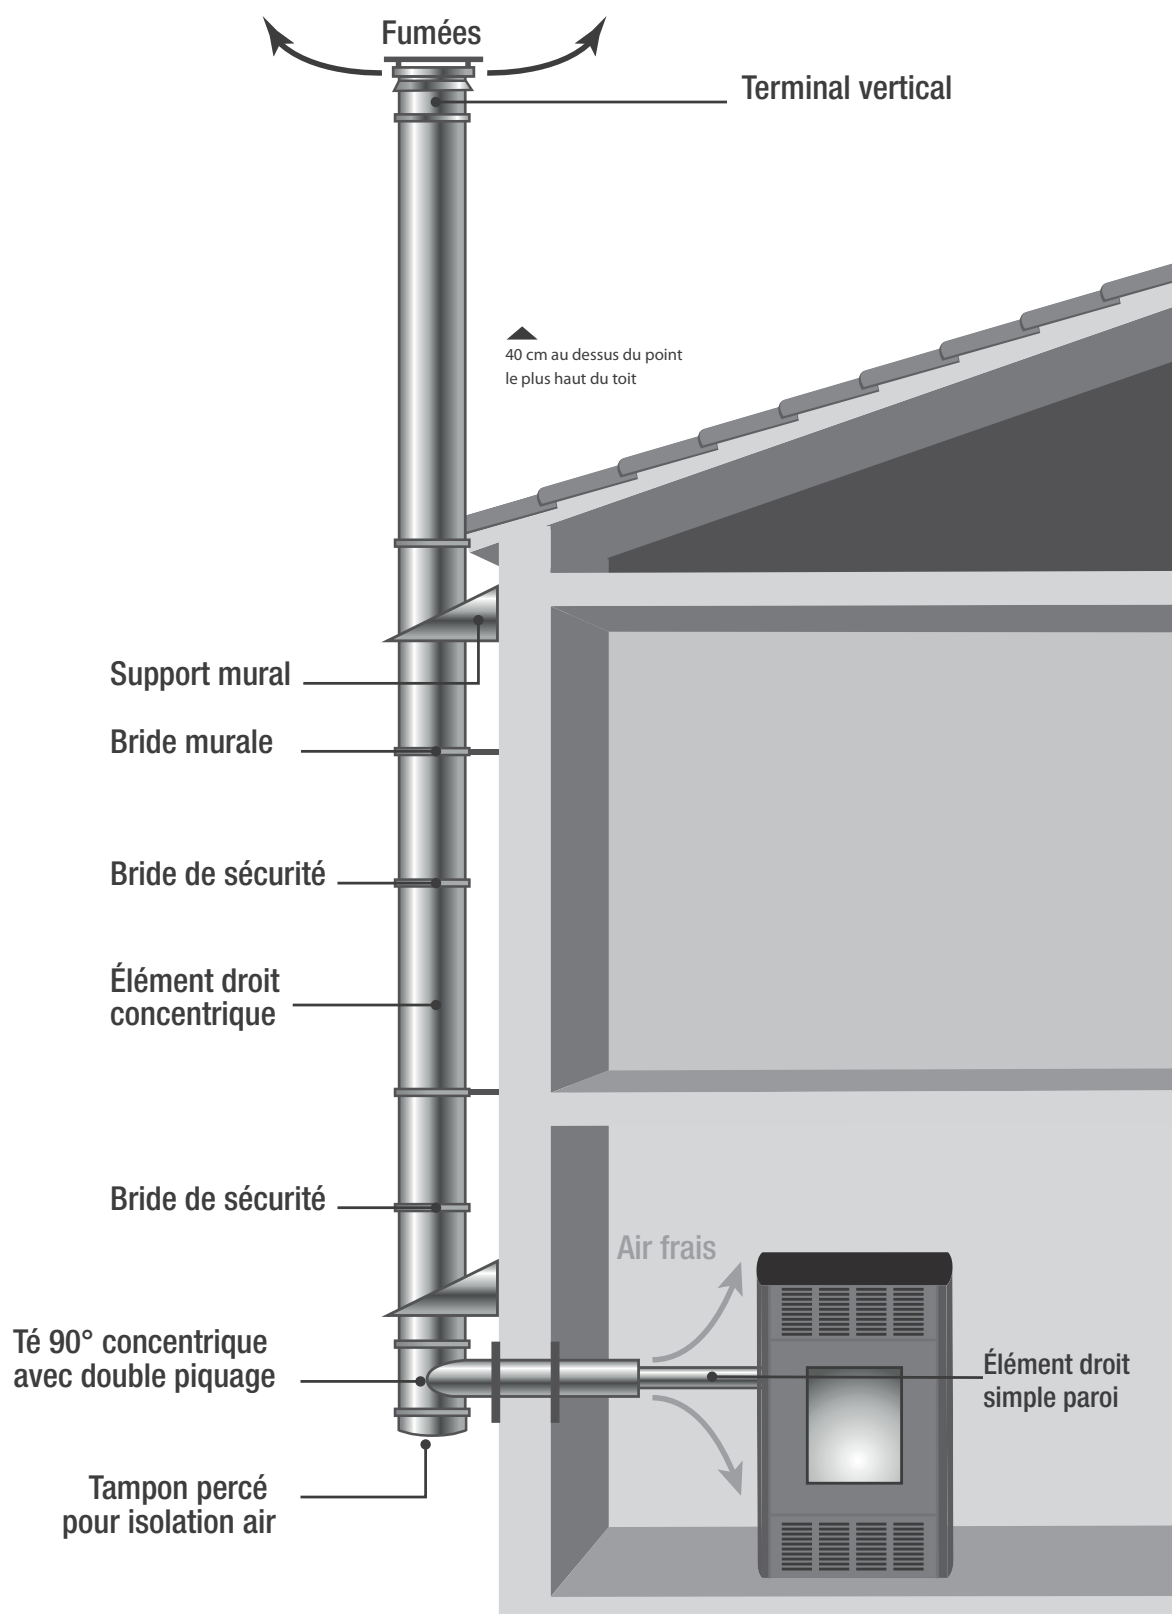 Fumées
Terminal vertical
40 cm au dessus du point
le plus haut du toit
Support mural
Bride murale
Bride de sécurité
Élément droit
concentrique
Bride de sécurité
Air frais
Té 90° concentrique
avec double piquage
Élément droit
simple paroi
Tampon percé
pour isolation air